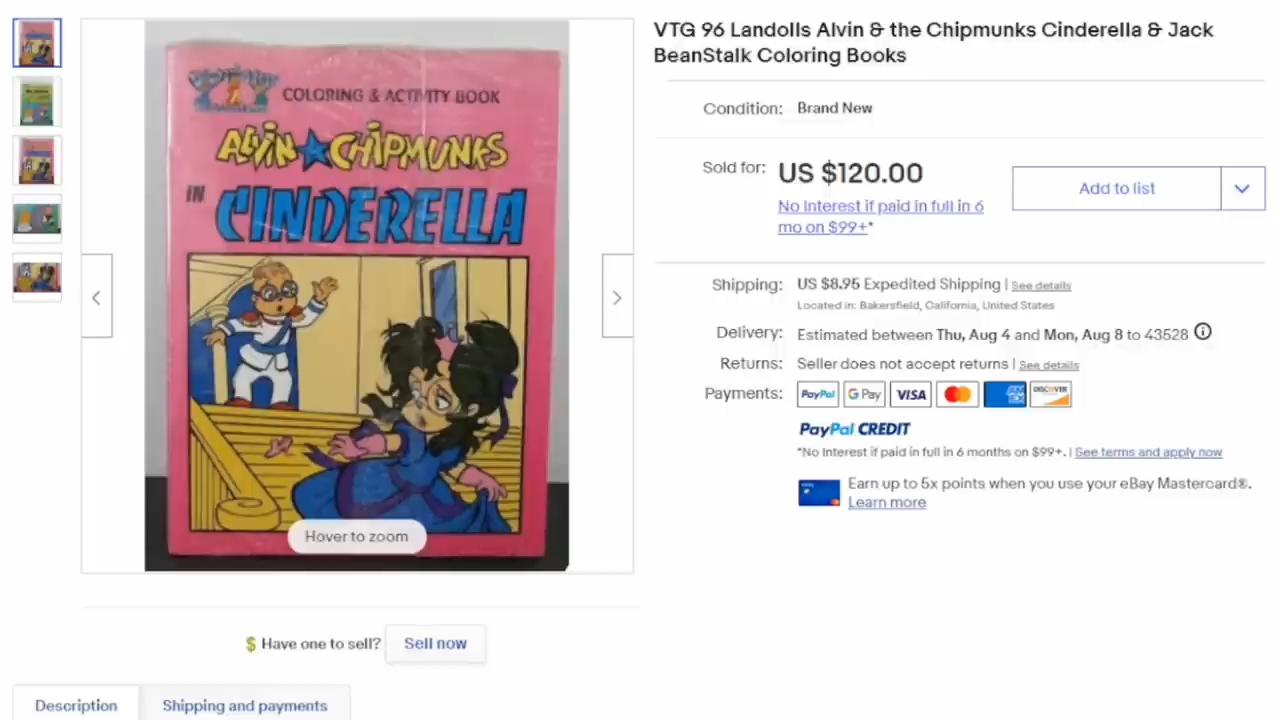 VTG 96 Landolls Alvin & the Chipmunks Cinderella & Jack
BeanStalk Coloring Books
Condition: Brand New
Sold for: US $120.00
No Interest if paid in full in 6
mo on $99+*
Add to list
Shipping: US $8.95 Expedited Shipping | See details
Located in: Bakersfield, California, United States
Delivery: Estimated between Thu, Aug 4 and Mon, Aug 8 to 43528
Returns: Seller does not accept returns | See details
Payments: PayPal G Pay VISA DISCOVER
PayPal CREDIT
*No Interest if paid in full in 6 months on $99+. | See terms and apply now
Earn up to 5x points when you use your eBay Mastercard®.
Learn more
COLORING & ACTIVITY BOOK
ALVIN CHIPMUNKS
IN CINDERELLA
Hover to zoom
$ Have one to sell? Sell now
Description Shipping and payments